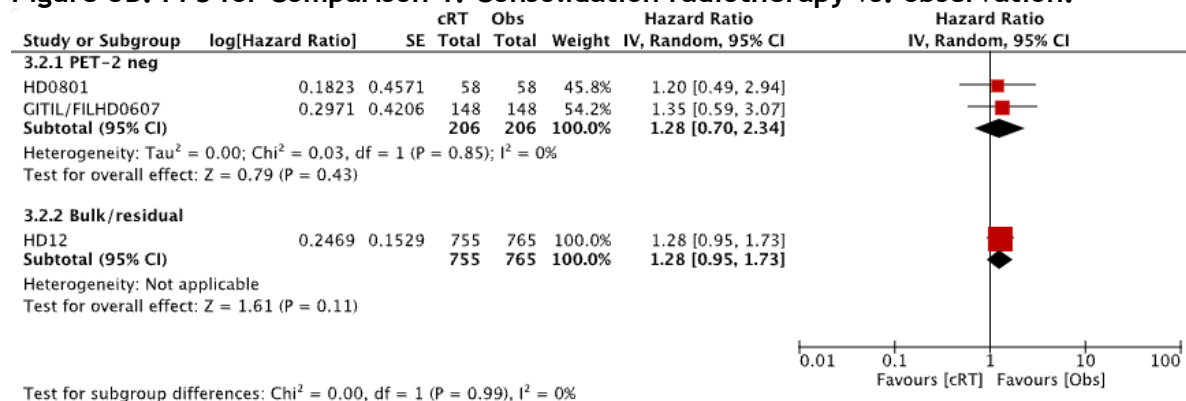 cRT Obs Hazard Ratio Hazard Ratio
Study or Subgroup log[Hazard Ratio] SE Total Total Weight IV, Random, 95% CI IV, Random, 95% CI
3.2.1 PET-2 neg
HD0801 0.1823 0.4571 58 58 45.8% 1.20 [0.49, 2.94]
GITIL/FILHD0607 0.2971 0.4206 148 148 54.2% 1.35 [0.59, 3.07]
Subtotal (95% CI) 206 206 100.0% 1.28 [0.70, 2.34]
Heterogeneity: Tau² = 0.00; Chi² = 0.03, df = 1 (P = 0.85); I² = 0%
Test for overall effect: Z = 0.79 (P = 0.43)
3.2.2 Bulk/residual
HD12 0.2469 0.1529 755 765 100.0% 1.28 [0.95, 1.73]
Subtotal (95% CI) 755 765 100.0% 1.28 [0.95, 1.73]
Heterogeneity: Not applicable
Test for overall effect: Z = 1.61 (P = 0.11)
0.01 0.1 1 10 100
Favours [cRT] Favours [Obs]
Test for subgroup differences: Chi² = 0.00, df = 1 (P = 0.99), I² = 0%